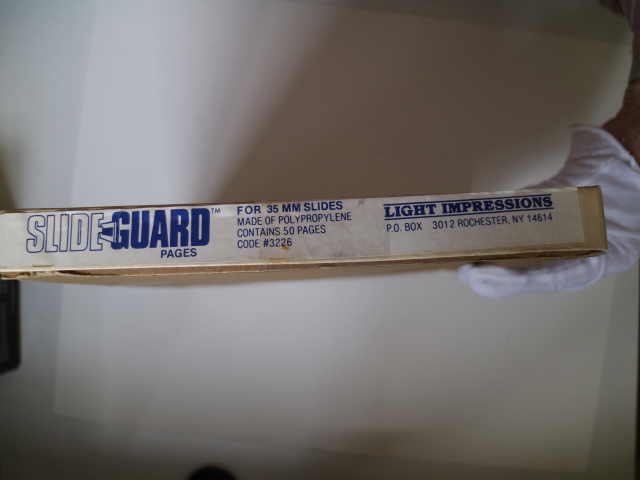 SLIDE GUARD™
PAGES
FOR 35 MM SLIDES
MADE OF POLYPROPYLENE
CONTAINS 50 PAGES
CODE #3226
LIGHT IMPRESSIONS
P.O. BOX 3012 ROCHESTER, NY 14614